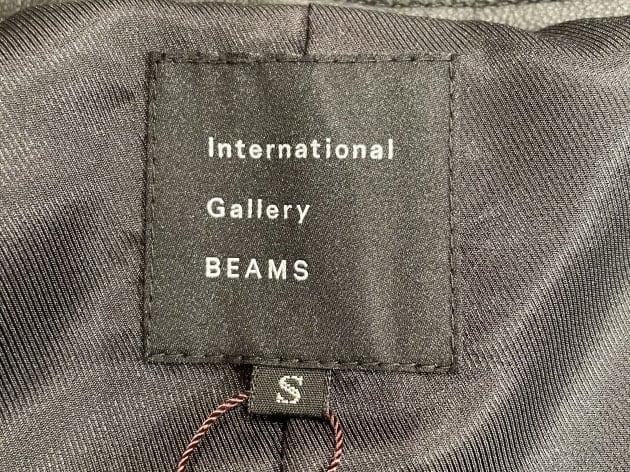 International
Gallery
BEAMS
S